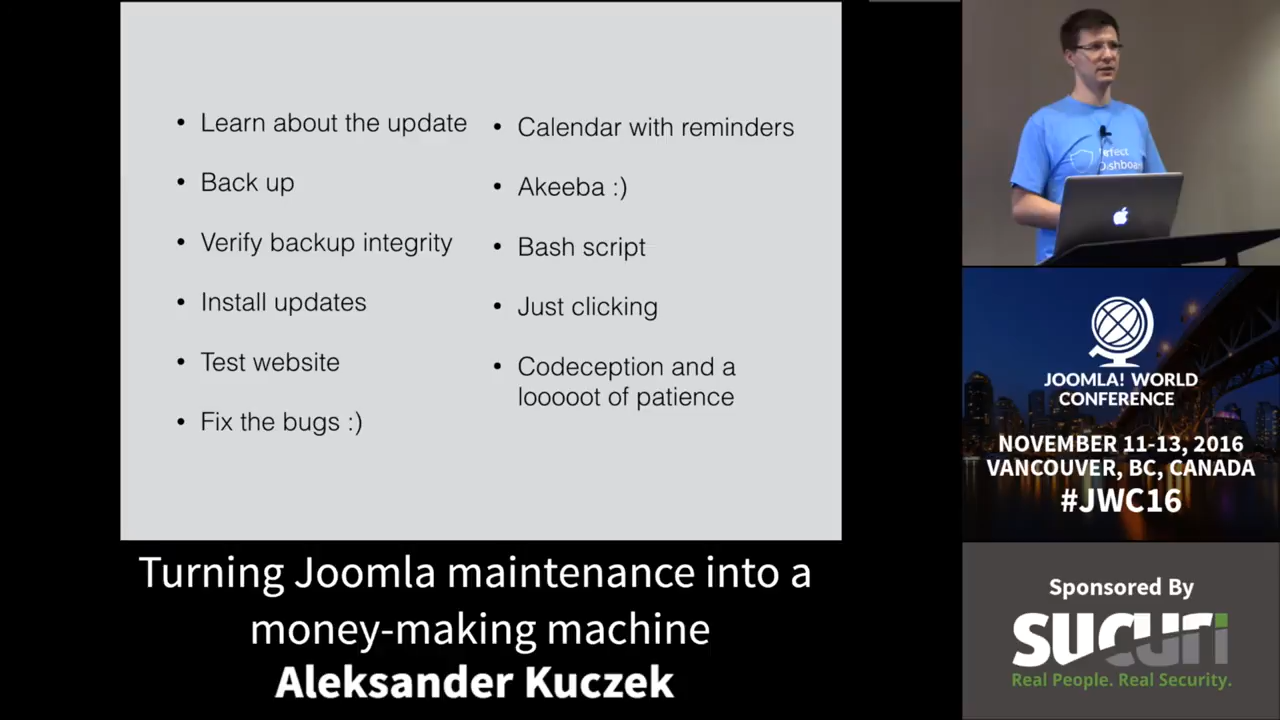 • Learn about the update
• Back up
• Verify backup integrity
• Install updates
• Test website
• Fix the bugs :)
• Calendar with reminders
• Akeeba :)
• Bash script
• Just clicking
• Codeception and a
looooot of patience
Turning Joomla maintenance into a
money-making machine
Aleksander Kuczek
JOOMLA! WORLD
CONFERENCE
NOVEMBER 11-13, 2016
VANCOUVER, BC, CANADA
#JWC16
Sponsored By
SUCURI
Real People. Real Security.